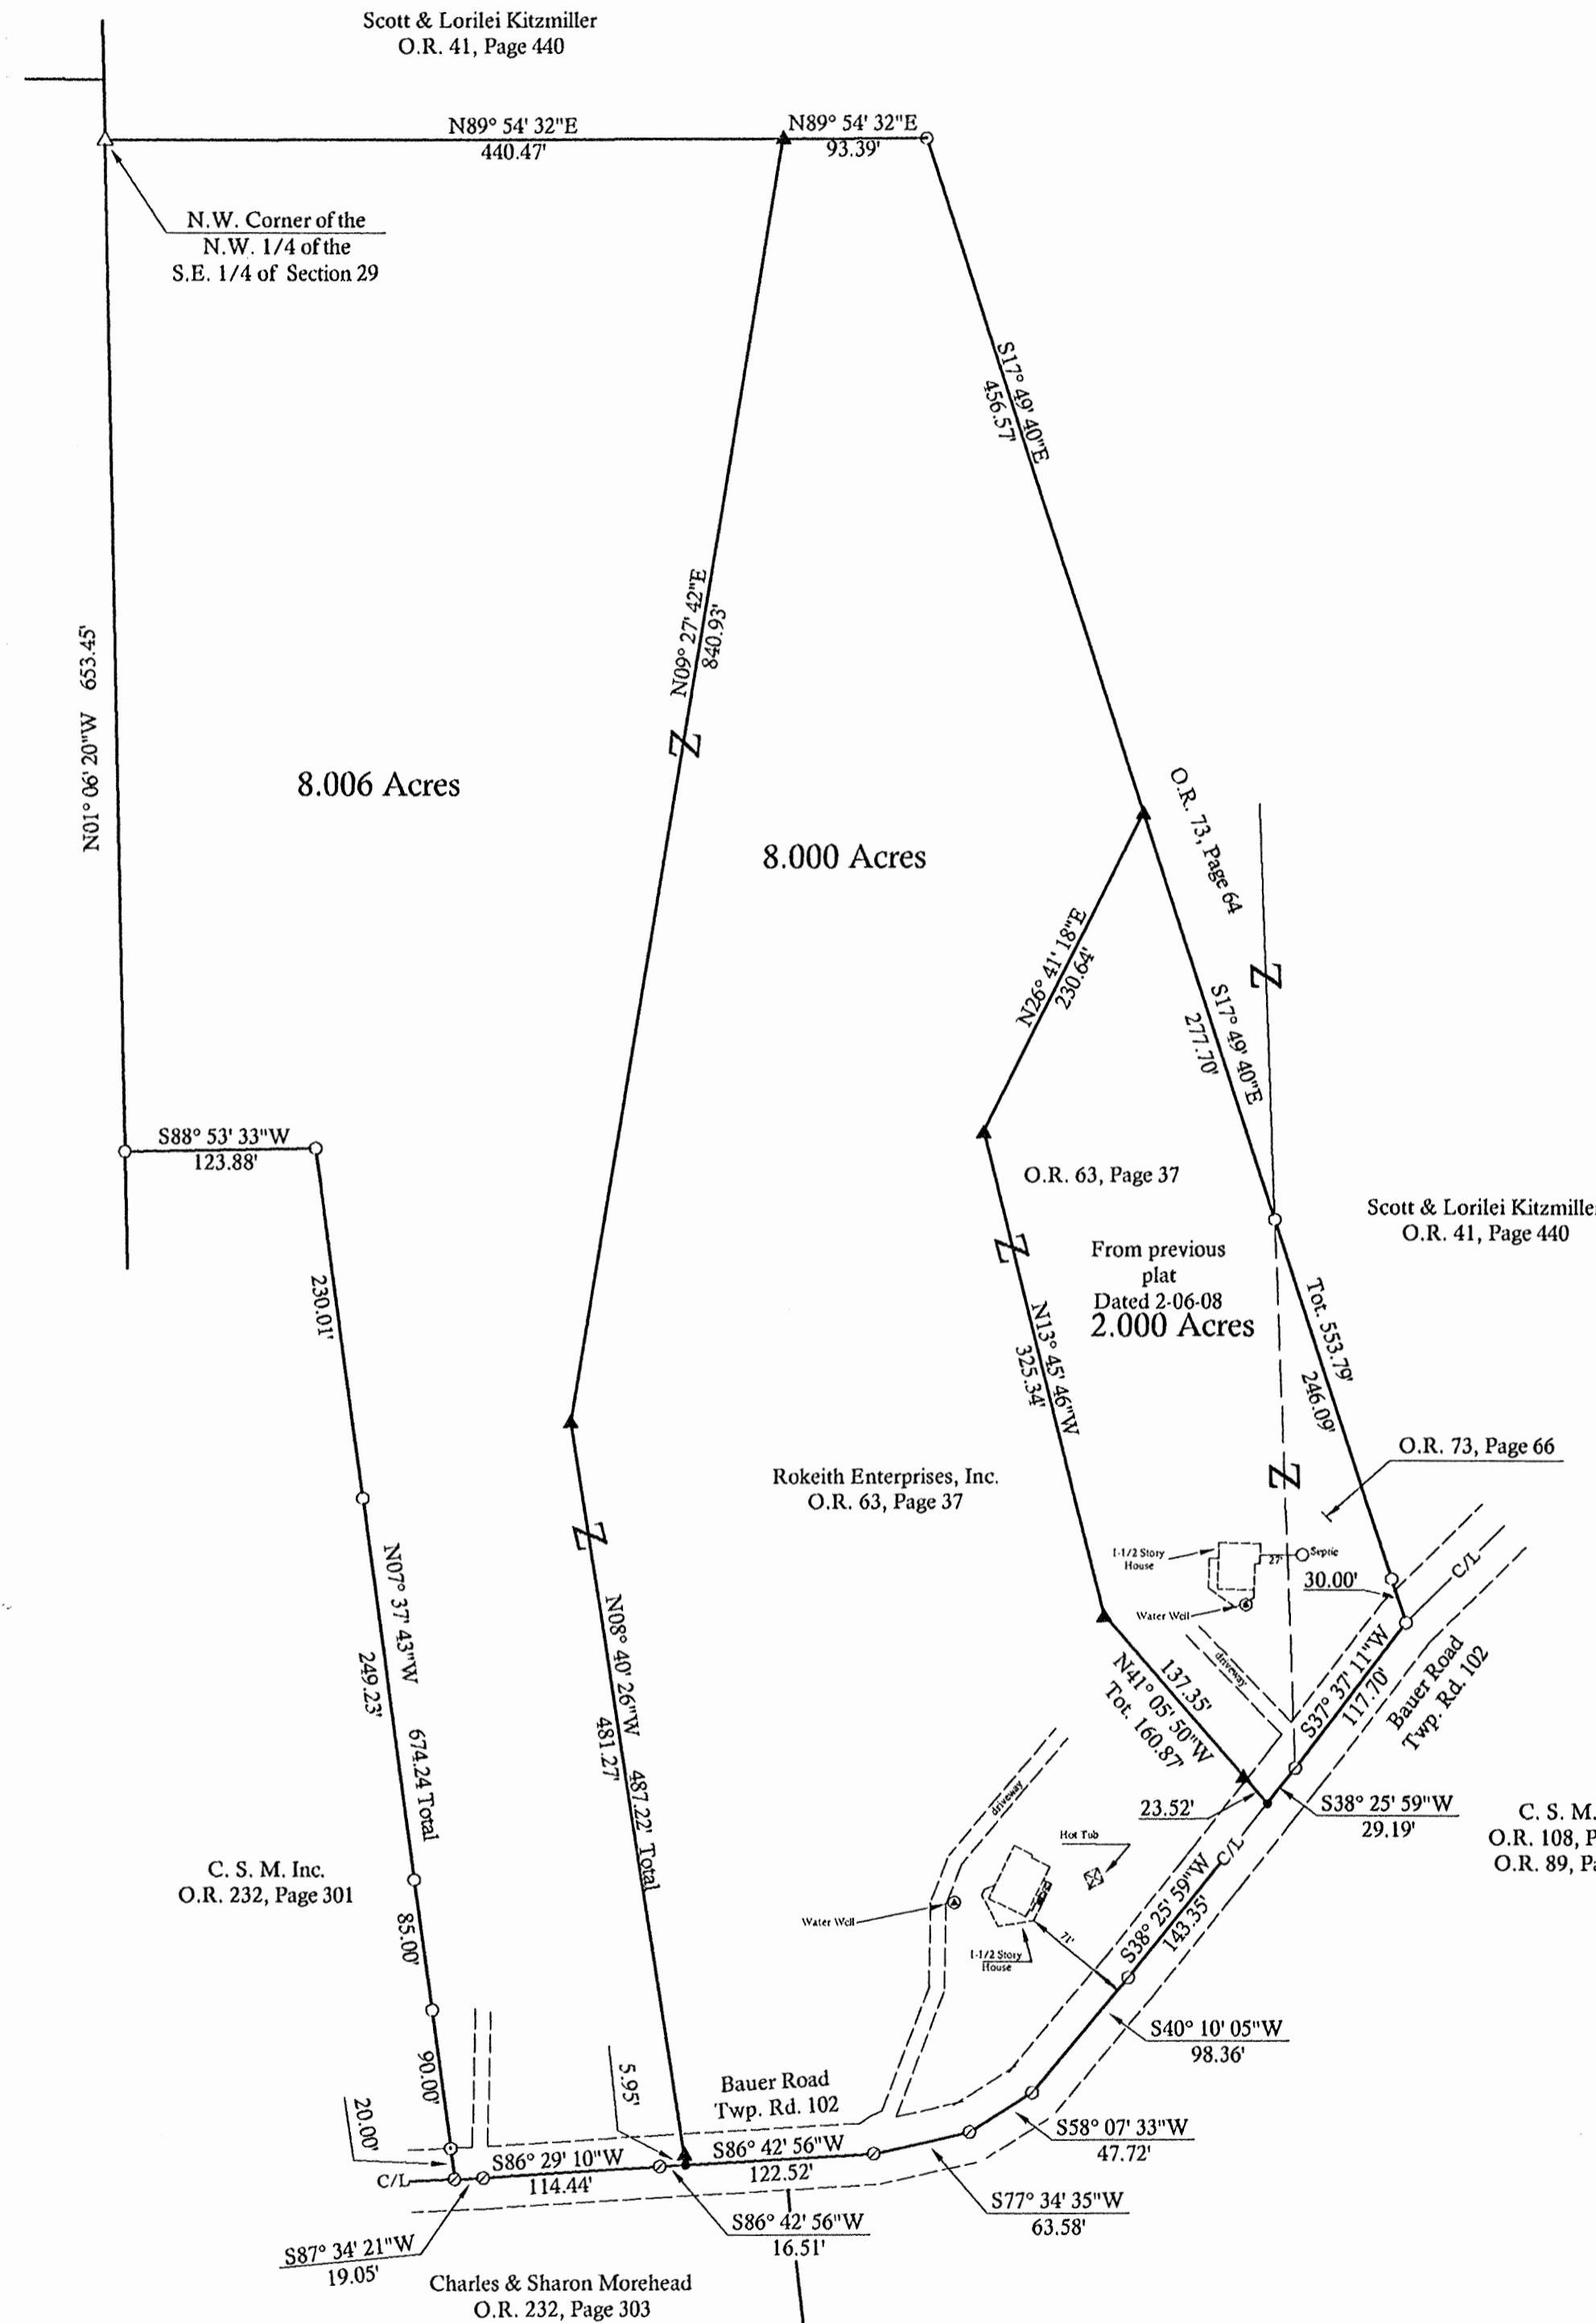 Scott & Lorilei Kitzmiller
O.R. 41, Page 440
N89° 54' 32"E
440.47'
N89° 54' 32"E
93.39'
N.W. Corner of the
N.W. 1/4 of the
S.E. 1/4 of Section 29
S17° 49' 40"E
456.57'
N09° 27' 42"E
840.93'
N01° 06' 20"W 653.45'
8.006 Acres
8.000 Acres
O.R. 73, Page 64
N26° 41' 18"E
230.64'
S17° 49' 40"E
277.70'
S88° 53' 33"W
123.88'
O.R. 63, Page 37
Scott & Lorilei Kitzmille
O.R. 41, Page 440
From previous
plat
Dated 2-06-08
2.000 Acres
230.01'
N13° 45' 46"W
325.34'
Tot. 553.79'
246.09'
O.R. 73, Page 66
Rokeith Enterprises, Inc.
O.R. 63, Page 37
1-1/2 Story
House
27'
Septic
30.00'
C/L
Water Well
N07° 37' 43"W 674.24 Total
249.23'
N08° 40' 26"W 487.22' Total
481.27'
driveway
137.35'
N41° 05' 50"W
Tot. 160.87'
S37° 37' 11"W
117.70'
Bauer Road
Twp. Rd. 102
23.52'
S38° 25' 59"W
29.19'
C. S. M.
O.R. 108, P
O.R. 89, Pa
driveway
Hot Tub
C/L
C. S. M. Inc.
O.R. 232, Page 301
85.00'
Water Well
1-1/2 Story
House
71'
S38° 25' 59"W
143.35'
S40° 10' 05"W
98.36'
90.00'
20.00'
5.95'
Bauer Road
Twp. Rd. 102
S58° 07' 33"W
47.72'
C/L
S86° 29' 10"W
114.44'
S86° 42' 56"W
122.52'
S77° 34' 35"W
63.58'
S86° 42' 56"W
16.51'
S87° 34' 21"W
19.05'
Charles & Sharon Morehead
O.R. 232, Page 303